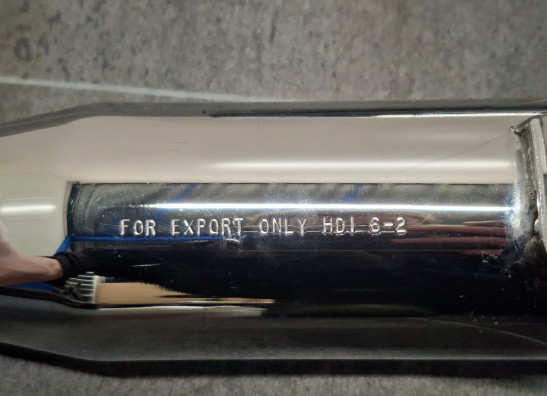 FOR EXPORT ONLY HDI 6-2